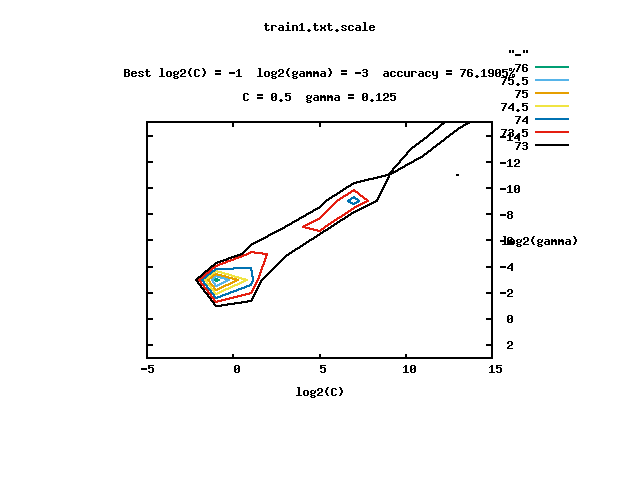 train1.txt.scale
"-"
Best log2(C) = -1  log2(gamma) = -3  accuracy = 76.1905%
76
75.5
C = 0.5  gamma = 0.125
75
74.5
74
73.5
73
-14
-12
-10
-8
-6
log2(gamma)
-4
-2
0
2
-5 0 5 10 15
log2(C)